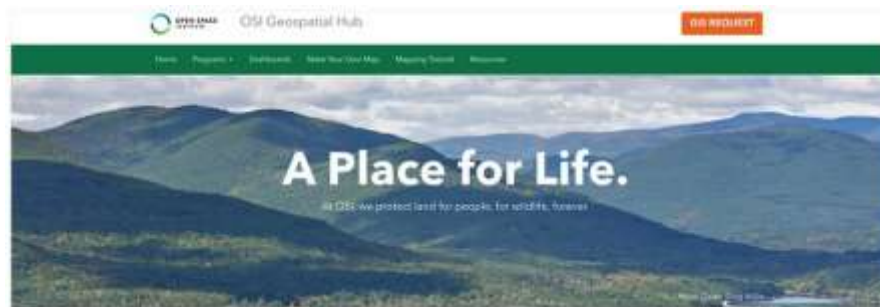 OPEN SPACE
INSTITUTE
OSI Geospatial Hub
GIS REQUEST
Home Programs Dashboards Make Your Own Map Mapping Tutorial Resources
A Place for Life.
At OSI, we protect land for people, for wildlife, forever.